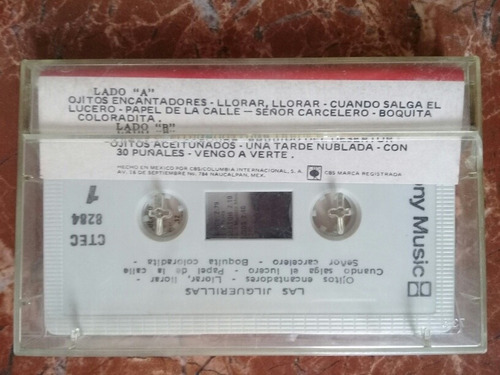 LADO "A"
OJITOS ENCANTADORES - LLORAR, LLORAR - CUANDO SALGA EL
LUCERO - PAPEL DE LA CALLE - SEÑOR CARCELERO - BOQUITA
COLORADITA.
LADO "B"
OJITOS ACEITUNADOS - UNA TARDE NUBLADA - CON
30 PUÑALES - VENGO A VERTE.
HECHO EN MEXICO POR CBS/COLUMBIA INTERNACIONAL, S. A.
AV. 16 DE SEPTIEMBRE No. 784 NAUCALPAN, MEX.
CBS MARCA REGISTRADA
LAS JILGUERILLAS
Ojitos encantadores - Llorar, llorar -
Cuando salga el lucero - Papel de la calle
Señor carcelero - Boquita coloradita -
CTEC
8284
1
ny Music